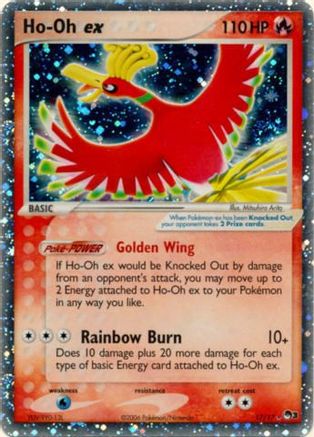 Ho-Oh ex 110 HP
Illus. Mitsuhiro Arita
BASIC
When Pokémon-ex has been Knocked Out
your opponent takes 2 Prize cards.
Poké-POWER Golden Wing
If Ho-Oh ex would be Knocked Out by damage
from an opponent's attack, you may move up to
2 Energy attached to Ho-Oh ex to your Pokémon
in any way you like.
Rainbow Burn 10+
Does 10 damage plus 20 more damage for each
type of basic Energy card attached to Ho-Oh ex.
weakness resistance retreat cost
©2006 Pokémon/Nintendo 17/17